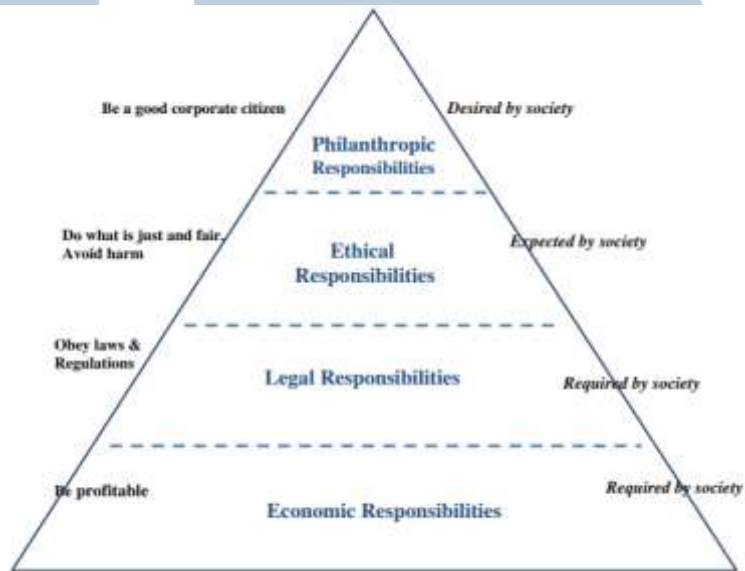 Be a good corporate citizen
Desired by society
Philanthropic
Responsibilities
Do what is just and fair,
Avoid harm
Expected by society
Ethical
Responsibilities
Obey laws &
Regulations
Legal Responsibilities
Required by society
Be profitable
Required by society
Economic Responsibilities